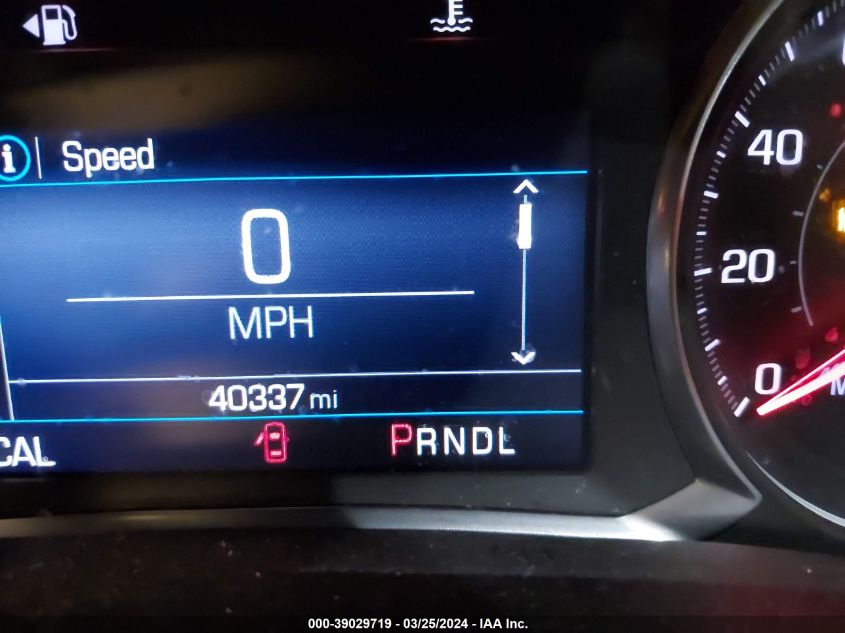 E
Speed
40
0
20
MPH
0
40337 mi
CAL
PRNDL
000-39029719 - 03/25/2024 - IAA Inc.